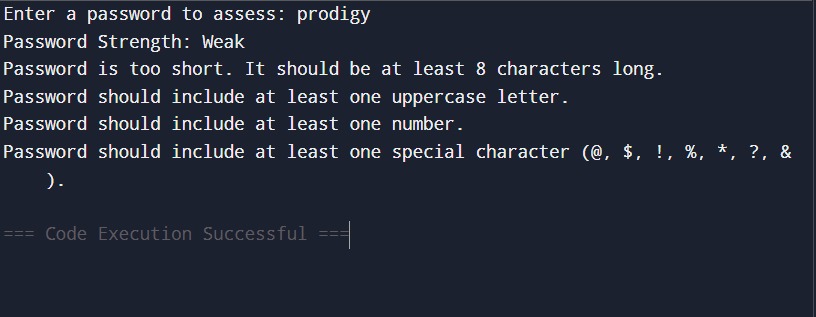 Enter a password to assess: prodigy
Password Strength: Weak
Password is too short. It should be at least 8 characters long.
Password should include at least one uppercase letter.
Password should include at least one number.
Password should include at least one special character (@, $, !, %, *, ?, &
).
=== Code Execution Successful ===